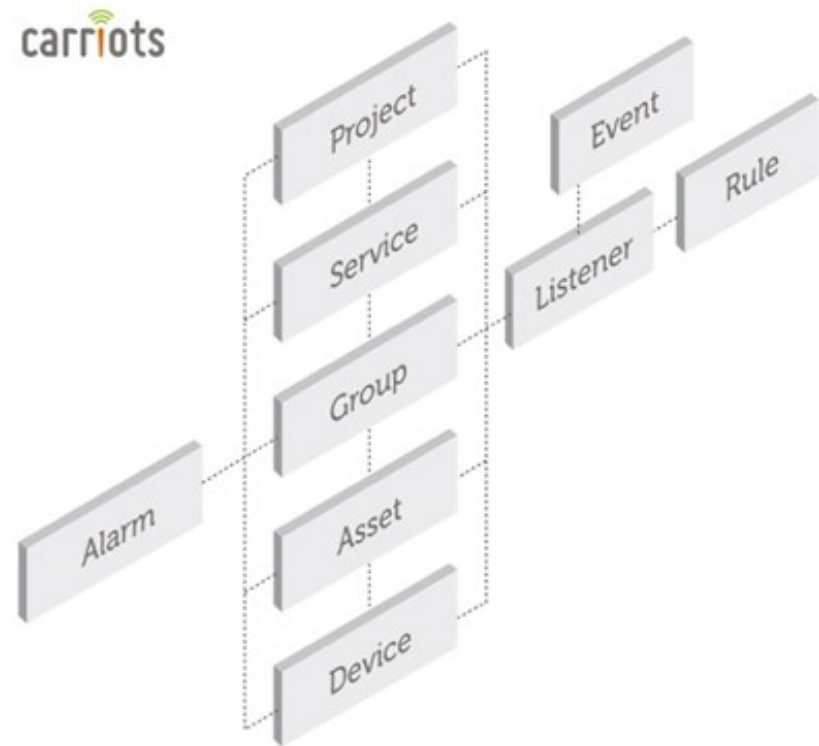 carriots
Project
Service
Group
Asset
Device
Alarm
Event
Listener
Rule